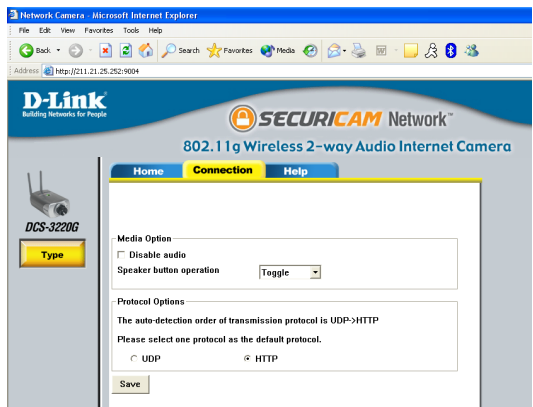 Network Camera - Microsoft Internet Explorer
File Edit View Favorites Tools Help
Back Search Favorites Media
Address http://211.21.25.252:9004
D-Link
Building Networks for People
SECURICAM Network™
802.11g Wireless 2-way Audio Internet Camera
Home Connection Help
DCS-3220G
Type
Media Option
Disable audio
Speaker button operation Toggle
Protocol Options
The auto-detection order of transmission protocol is UDP->HTTP
Please select one protocol as the default protocol.
UDP HTTP
Save